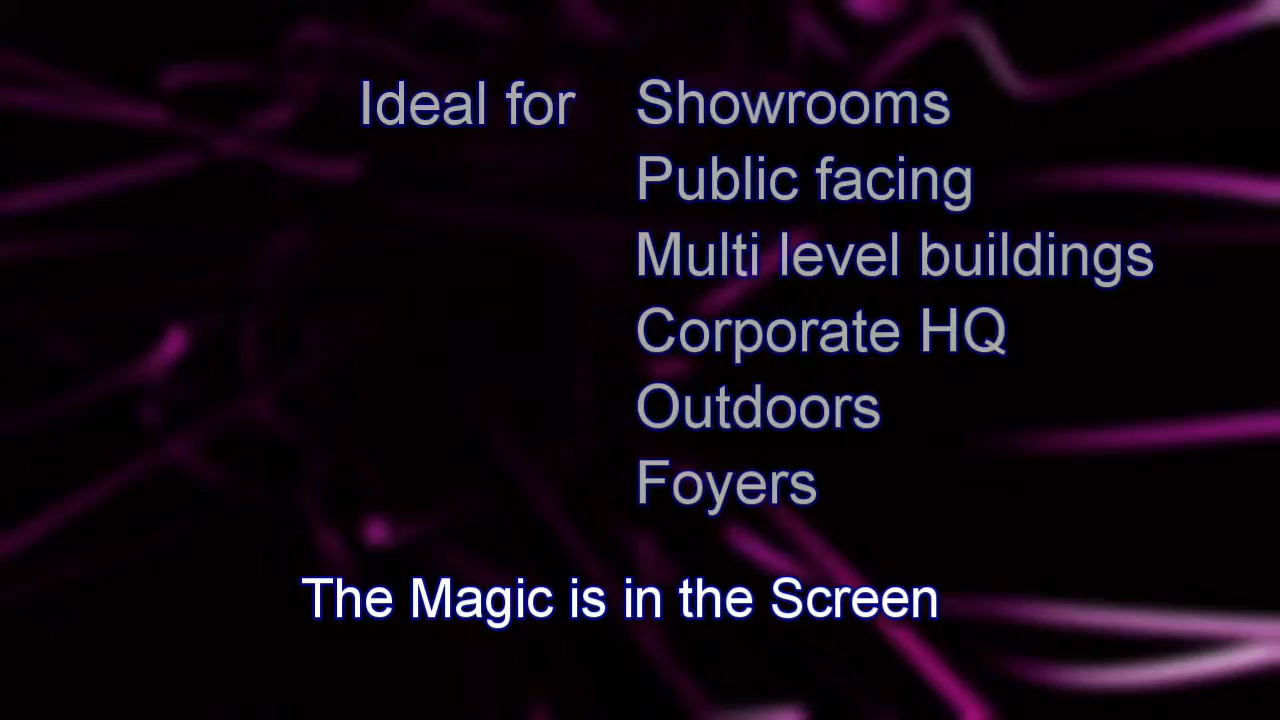 Ideal for Showrooms
Public facing
Multi level buildings
Corporate HQ
Outdoors
Foyers
The Magic is in the Screen